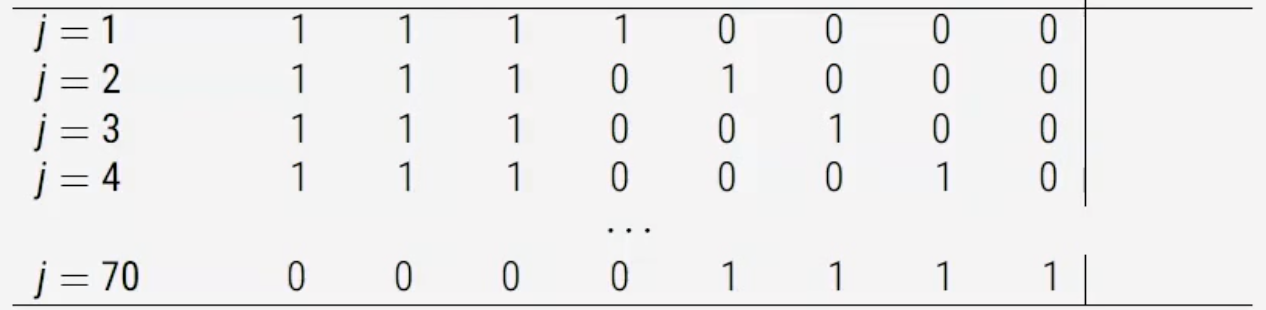 j = 1 1 1 1 1 0 0 0 0
j = 2 1 1 1 0 1 0 0 0
j = 3 1 1 1 0 0 1 0 0
j = 4 1 1 1 0 0 0 1 0
...
j = 70 0 0 0 0 1 1 1 1